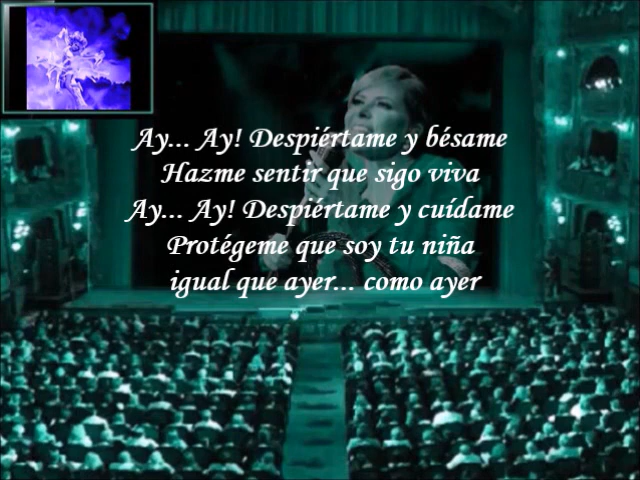 Ay... Ay! Despiértame y bésame
Hazme sentir que sigo viva
Ay... Ay! Despiértame y cuídame
Protégeme que soy tu niña
igual que ayer... como ayer